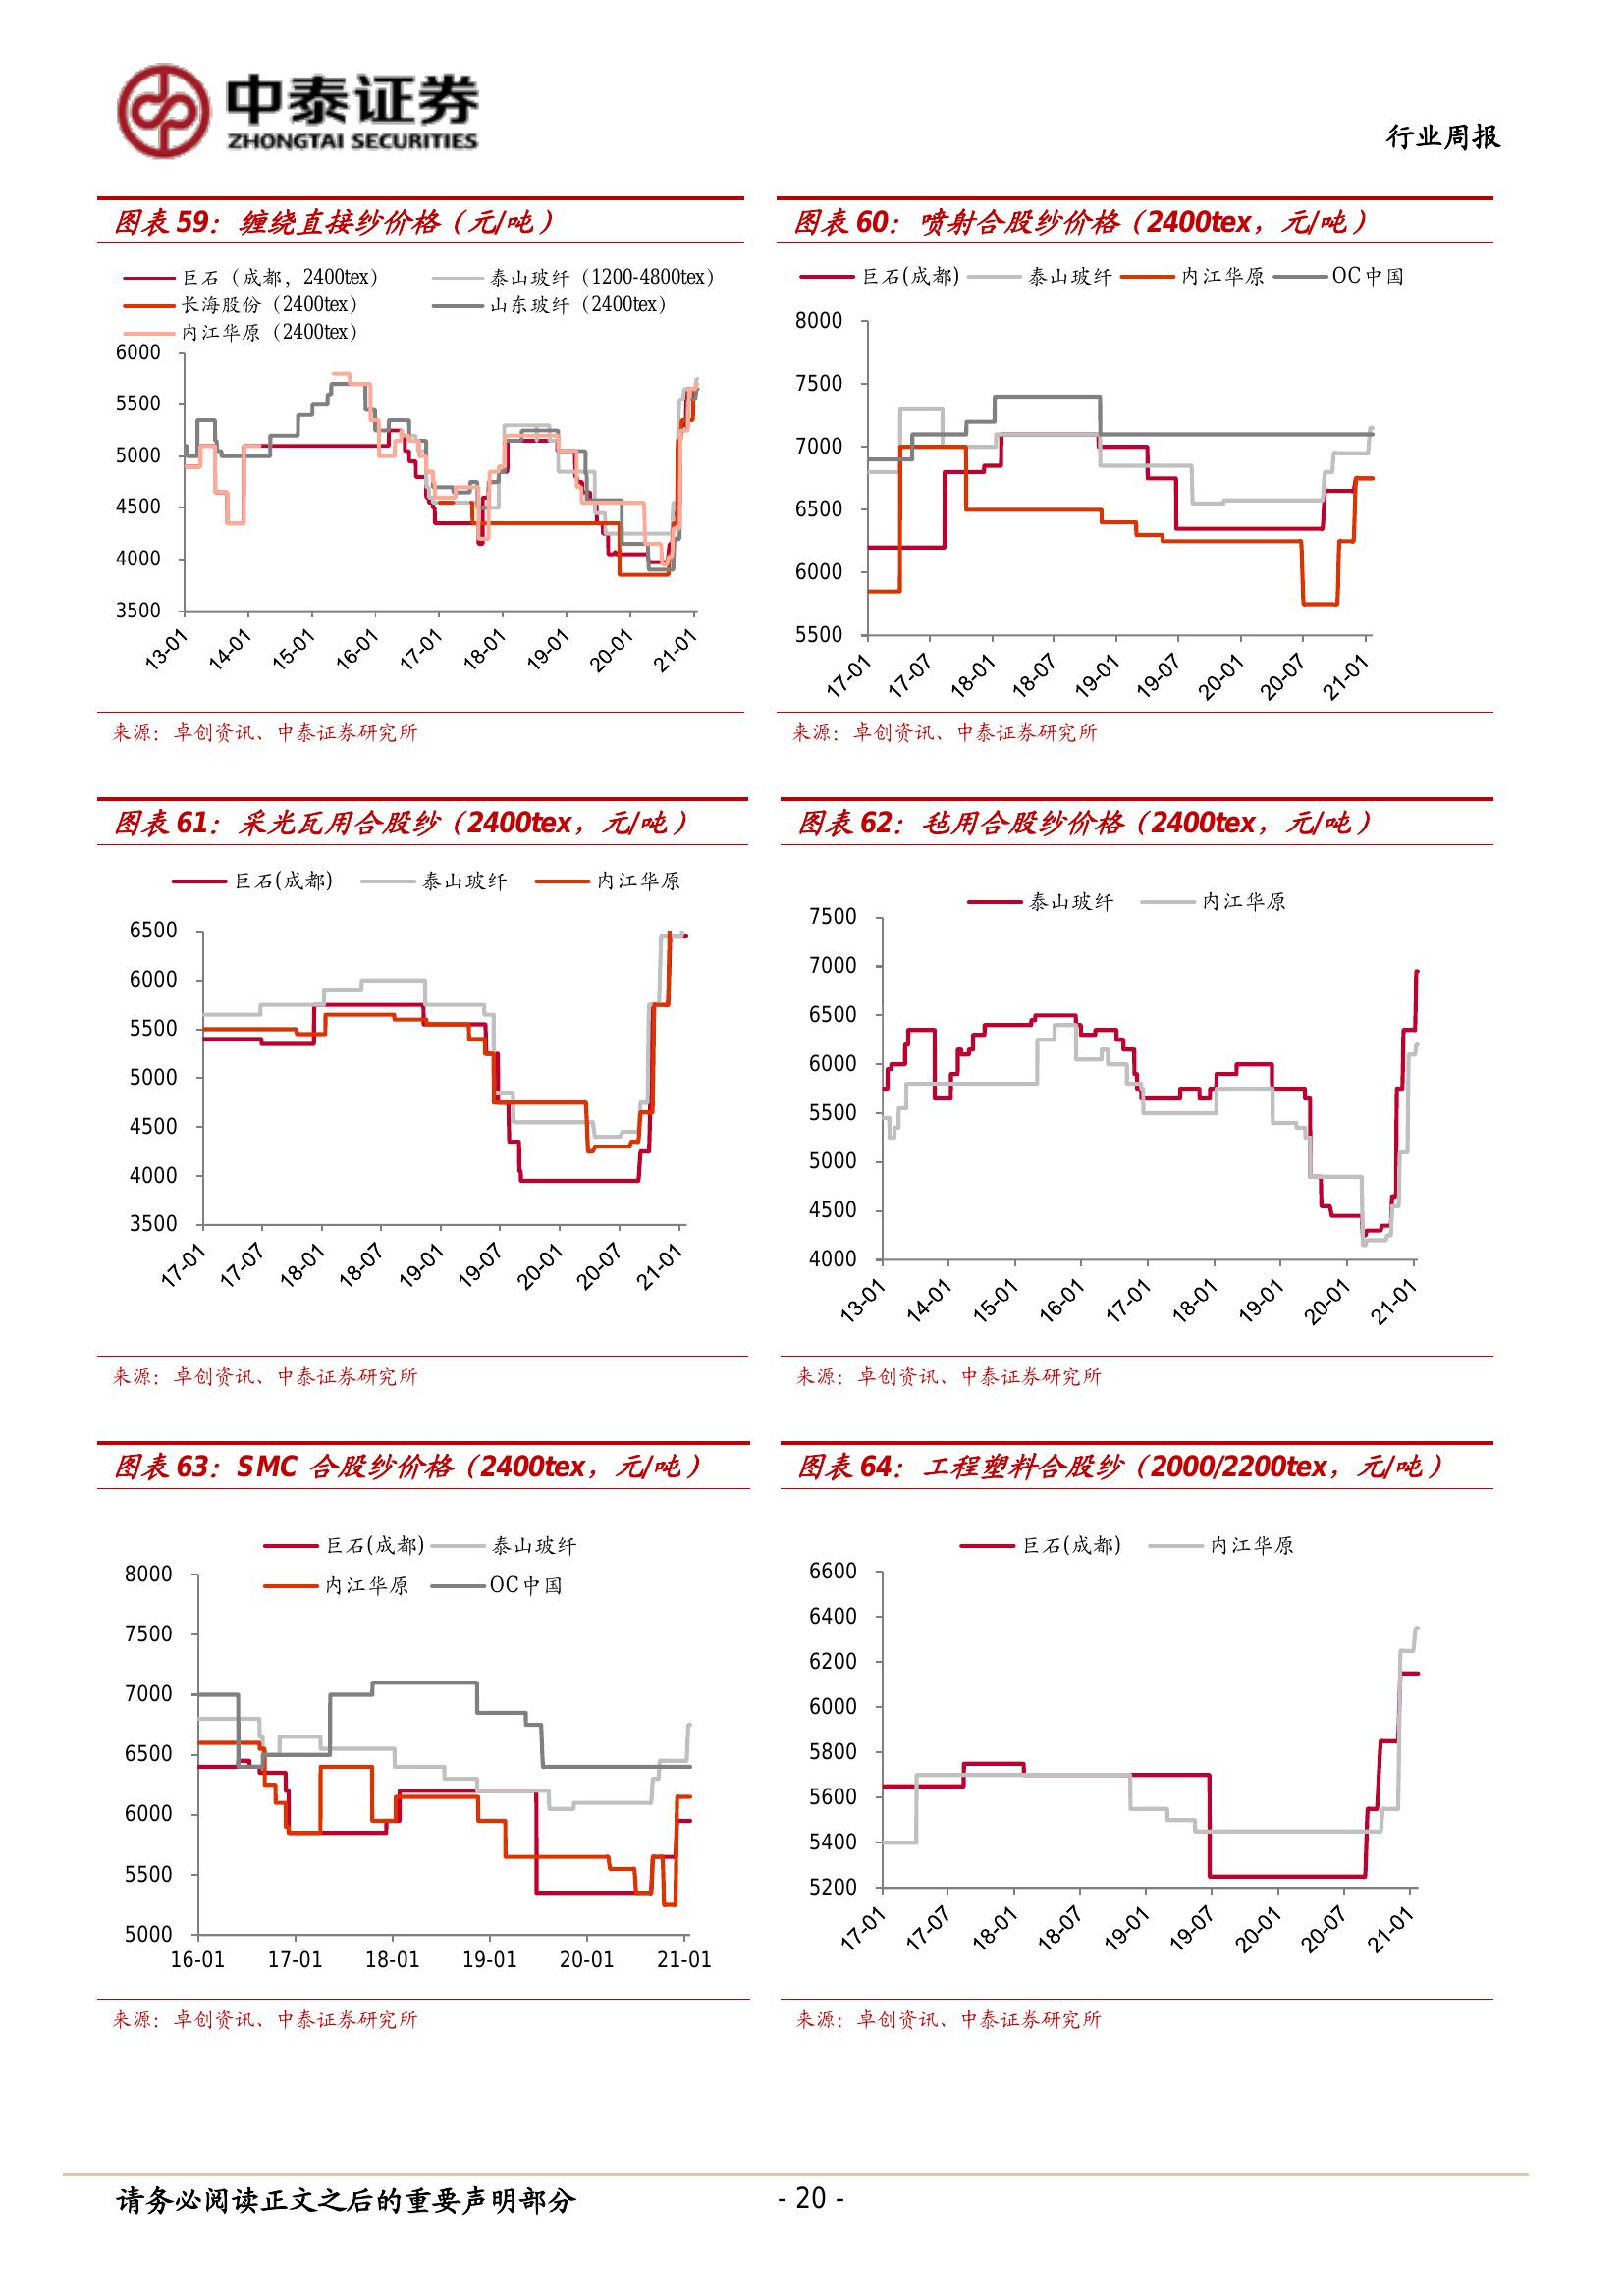 中泰证券
ZHONGTAI SECURITIES
行业周报
图表 59：缠绕直接纱价格（元/吨）
巨石（成都，2400tex） 泰山玻纤（1200-4800tex）
长海股份（2400tex） 山东玻纤（2400tex）
内江华原（2400tex）
6000
5500
5000
4500
4000
3500
13-01 14-01 15-01 16-01 17-01 18-01 19-01 20-01 21-01
来源：卓创资讯、中泰证券研究所
图表 60：喷射合股纱价格（2400tex，元/吨）
巨石(成都) 泰山玻纤 内江华原 OC中国
8000
7500
7000
6500
6000
5500
17-01 17-07 18-01 18-07 19-01 19-07 20-01 20-07 21-01
来源：卓创资讯、中泰证券研究所
图表 61：采光瓦用合股纱（2400tex，元/吨）
巨石(成都) 泰山玻纤 内江华原
6500
6000
5500
5000
4500
4000
3500
17-01 17-07 18-01 18-07 19-01 19-07 20-01 20-07 21-01
来源：卓创资讯、中泰证券研究所
图表 62：毡用合股纱价格（2400tex，元/吨）
泰山玻纤 内江华原
7500
7000
6500
6000
5500
5000
4500
4000
13-01 14-01 15-01 16-01 17-01 18-01 19-01 20-01 21-01
来源：卓创资讯、中泰证券研究所
图表 63：SMC 合股纱价格（2400tex，元/吨）
巨石(成都) 泰山玻纤
内江华原 OC中国
8000
7500
7000
6500
6000
5500
5000
16-01 17-01 18-01 19-01 20-01 21-01
来源：卓创资讯、中泰证券研究所
图表 64：工程塑料合股纱（2000/2200tex，元/吨）
巨石(成都) 内江华原
6600
6400
6200
6000
5800
5600
5400
5200
17-01 17-07 18-01 18-07 19-01 19-07 20-01 20-07 21-01
来源：卓创资讯、中泰证券研究所
请务必阅读正文之后的重要声明部分
- 20 -